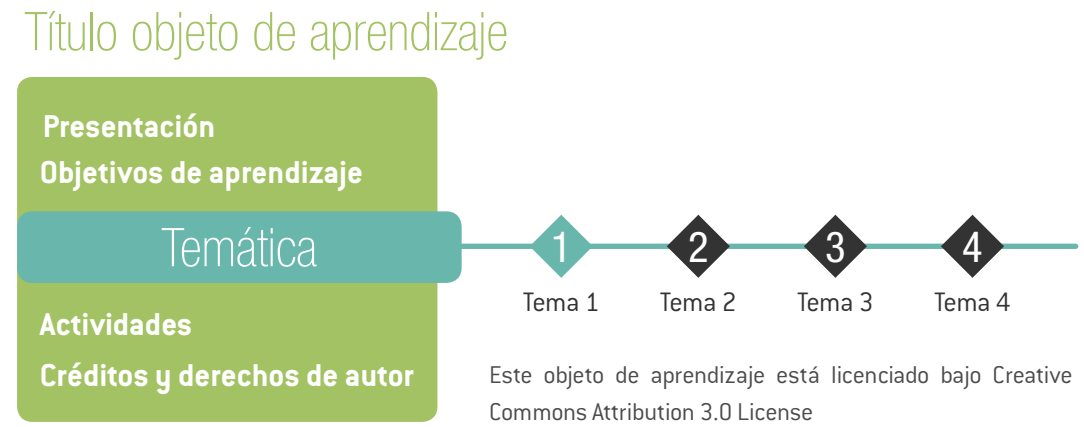 Título objeto de aprendizaje
Presentación
Objetivos de aprendizaje
Temática
1 2 3 4
Tema 1 Tema 2 Tema 3 Tema 4
Actividades
Créditos y derechos de autor
Este objeto de aprendizaje está licenciado bajo Creative
Commons Attribution 3.0 License